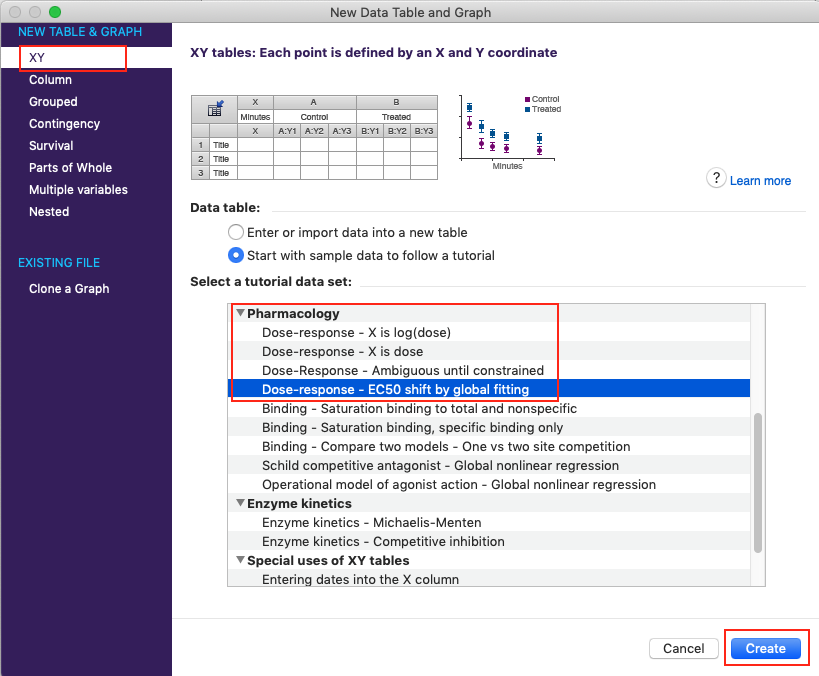 New Data Table and Graph
NEW TABLE & GRAPH
XY
Column
Grouped
Contingency
Survival
Parts of Whole
Multiple variables
Nested
EXISTING FILE
Clone a Graph
XY tables: Each point is defined by an X and Y coordinate
X A B
Minutes Control Treated
X A:Y1 A:Y2 A:Y3 B:Y1 B:Y2 B:Y3
1 Title
2 Title
3 Title
Control
Treated
Minutes
? Learn more
Data table:
Enter or import data into a new table
Start with sample data to follow a tutorial
Select a tutorial data set:
Pharmacology
Dose-response - X is log(dose)
Dose-response - X is dose
Dose-Response - Ambiguous until constrained
Dose-response - EC50 shift by global fitting
Binding - Saturation binding to total and nonspecific
Binding - Saturation binding, specific binding only
Binding - Compare two models - One vs two site competition
Schild competitive antagonist - Global nonlinear regression
Operational model of agonist action - Global nonlinear regression
Enzyme kinetics
Enzyme kinetics - Michaelis-Menten
Enzyme kinetics - Competitive inhibition
Special uses of XY tables
Entering dates into the X column
Cancel Create